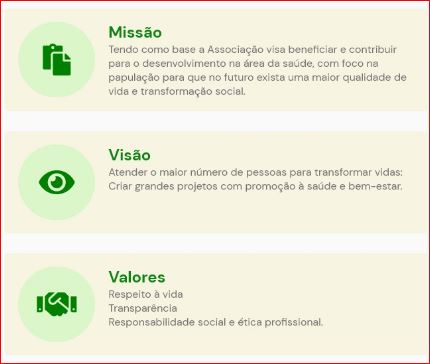 Missão
Tendo como base a Associação visa beneficiar e contribuir
para o desenvolvimento na área da saúde, com foco na
papulação para que no futuro exista uma maior qualidade de
vida e transformação social.
Visão
Atender o maior número de pessoas para transformar vidas:
Criar grandes projetos com promoção à saúde e bem-estar.
Valores
Respeito à vida
Transparência
Responsabilidade social e ética profissional.